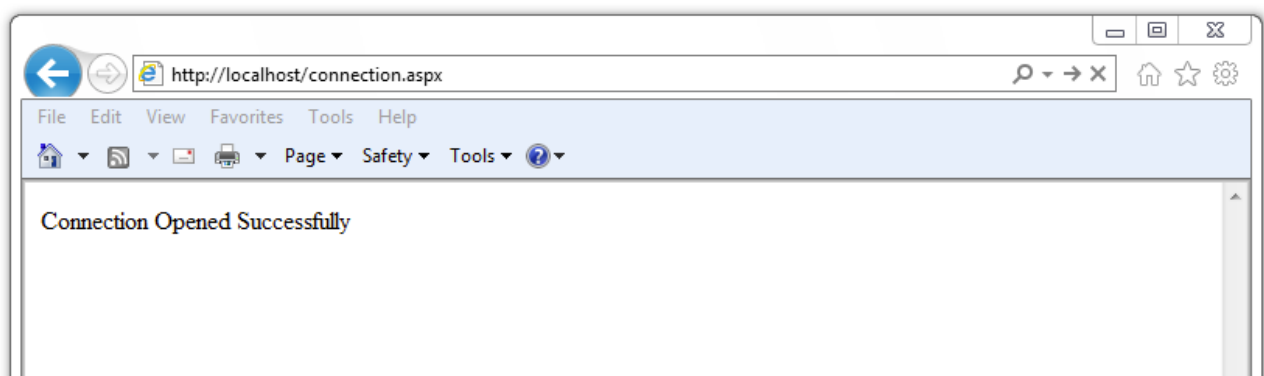 http://localhost/connection.aspx
File Edit View Favorites Tools Help
Page Safety Tools
Connection Opened Successfully